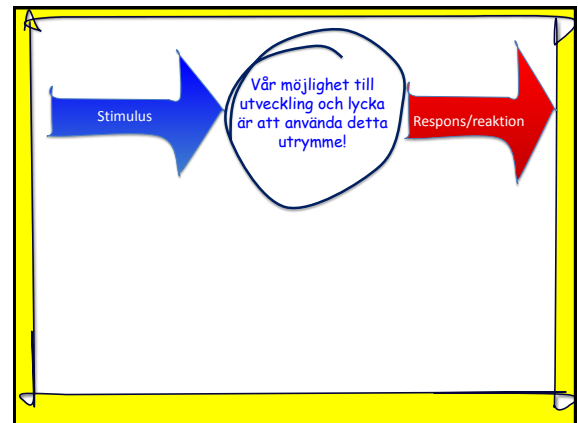 Stimulus
Vår möjlighet till
utveckling och lycka
är att använda detta
utrymme!
Respons/reaktion